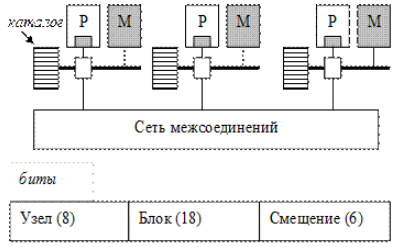 каталог
P M P M P M
Сеть межсоединений
биты
Узел (8) Блок (18) Смещение (6)